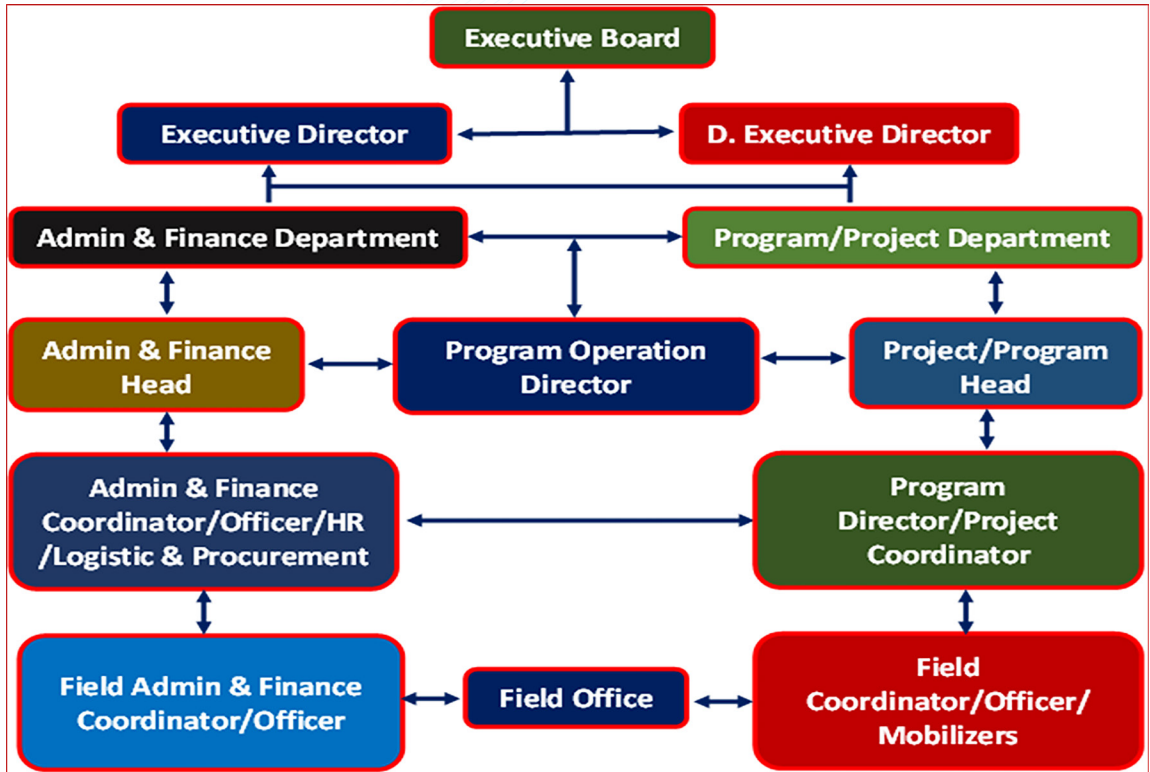 Executive Board
Executive Director
D. Executive Director
Admin & Finance Department
Program/Project Department
Admin & Finance
Head
Program Operation
Director
Project/Program
Head
Admin & Finance
Coordinator/Officer/HR
/Logistic & Procurement
Program
Director/Project
Coordinator
Field Admin & Finance
Coordinator/Officer
Field Office
Field
Coordinator/Officer/
Mobilizers